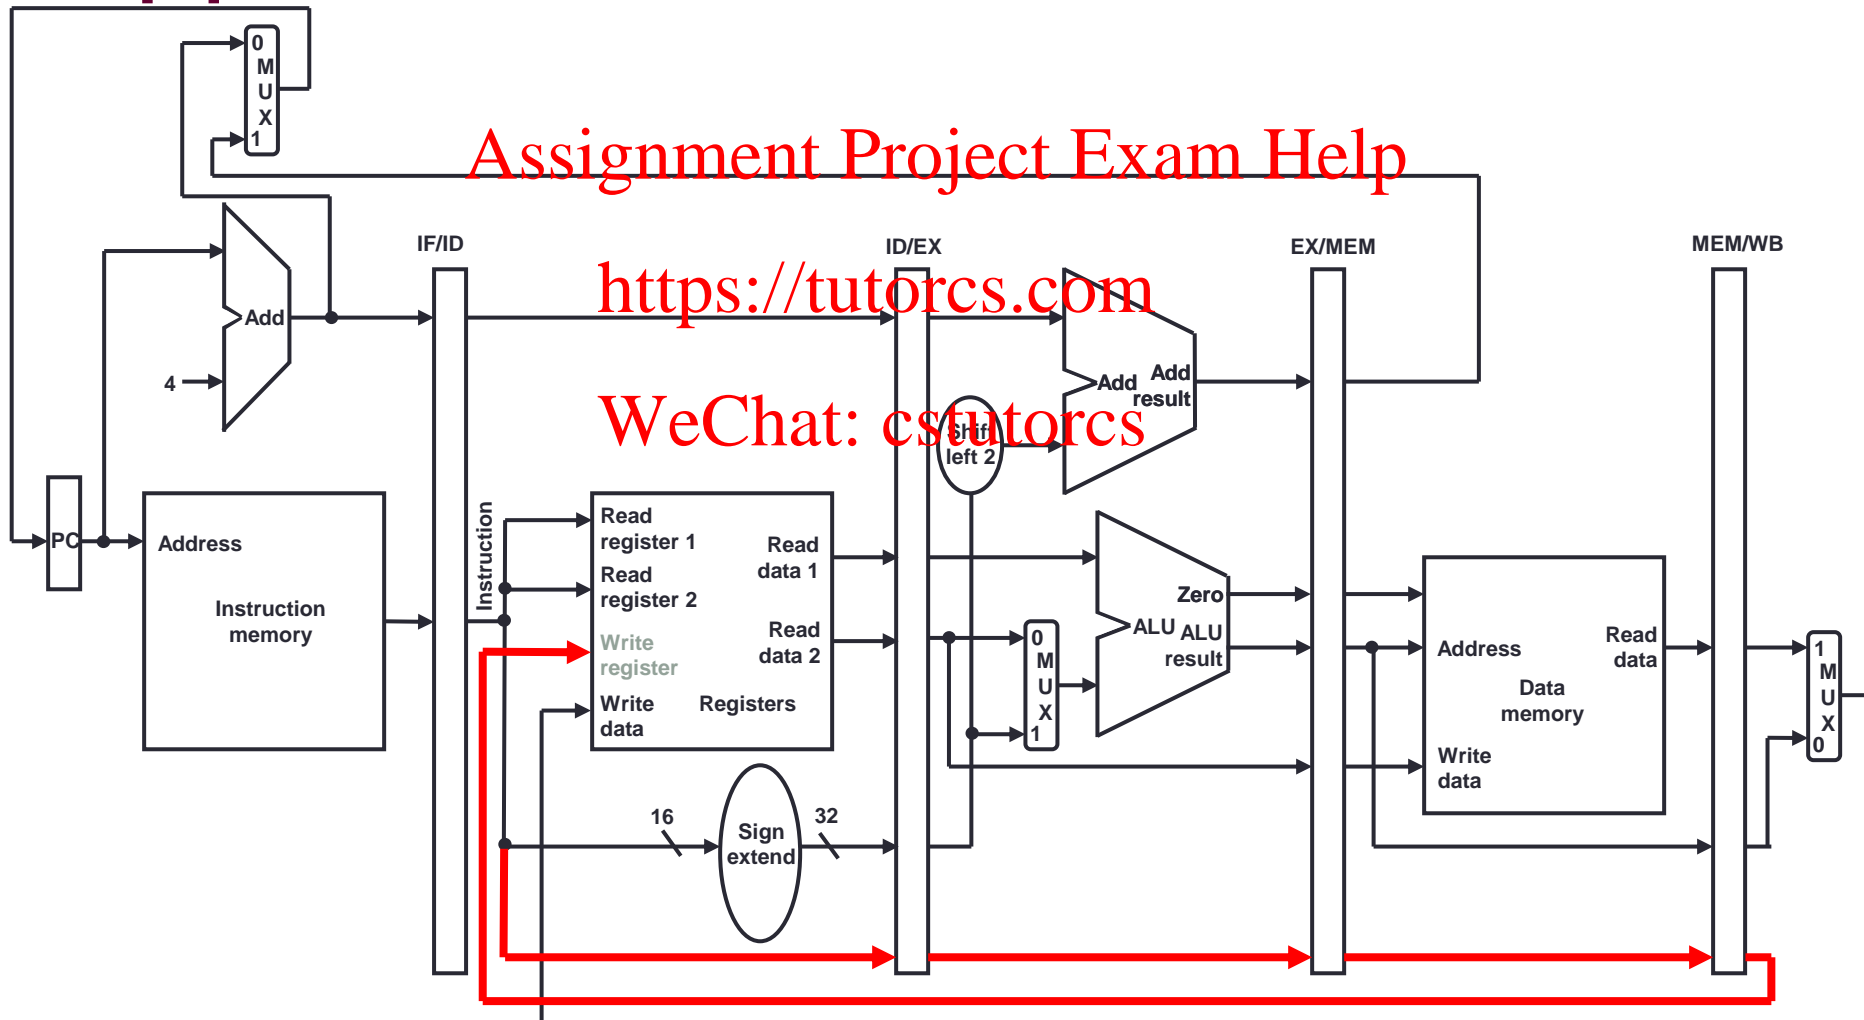 0
M
U
X
1
Assignment Project Exam Help
IF/ID
ID/EX
EX/MEM
MEM/WB
https://tutorcs.com
Add
4
Add
Add
result
WeChat: cstutorcs
Shift
left 2
PC
Address
Instruction
memory
Instruction
Read
register 1
Read
register 2
Write
register
Write
data
Read
data 1
Read
data 2
Registers
0
M
U
X
1
Zero
ALU
ALU
result
Address
Read
data
Data
memory
Write
data
1
M
U
X
0
16
Sign
extend
32